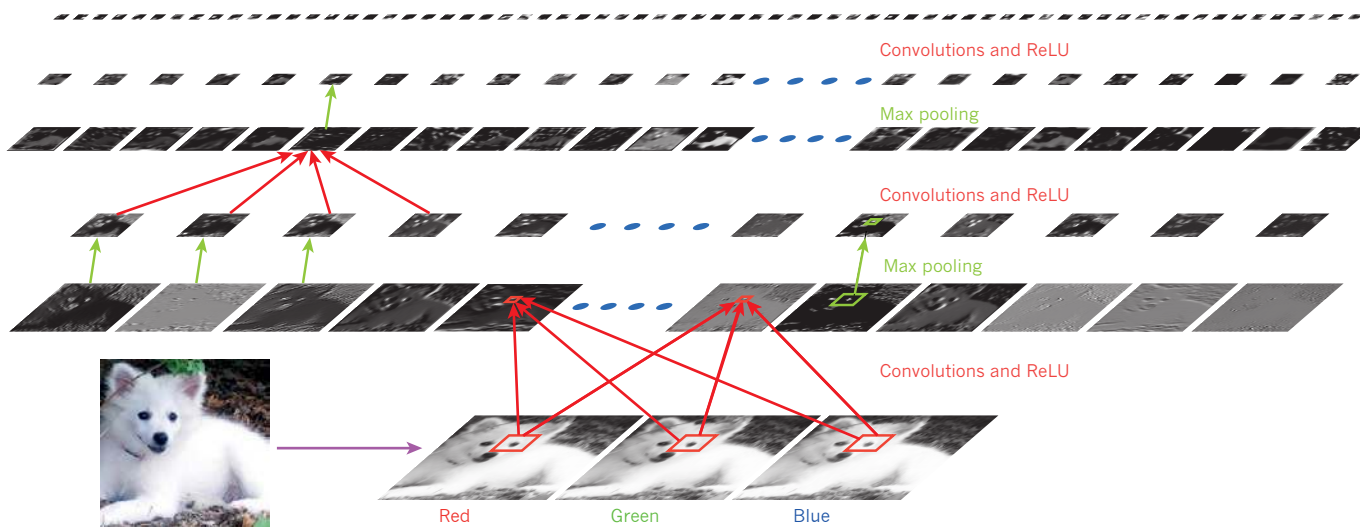 Convolutions and ReLU
Max pooling
Convolutions and ReLU
Max pooling
Convolutions and ReLU
Red Green Blue